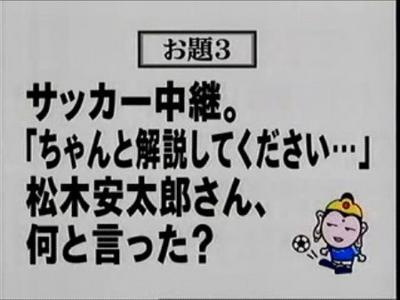 お題3
サッカー中継。
「ちゃんと解説してください…」
松木安太郎さん、
何と言った?